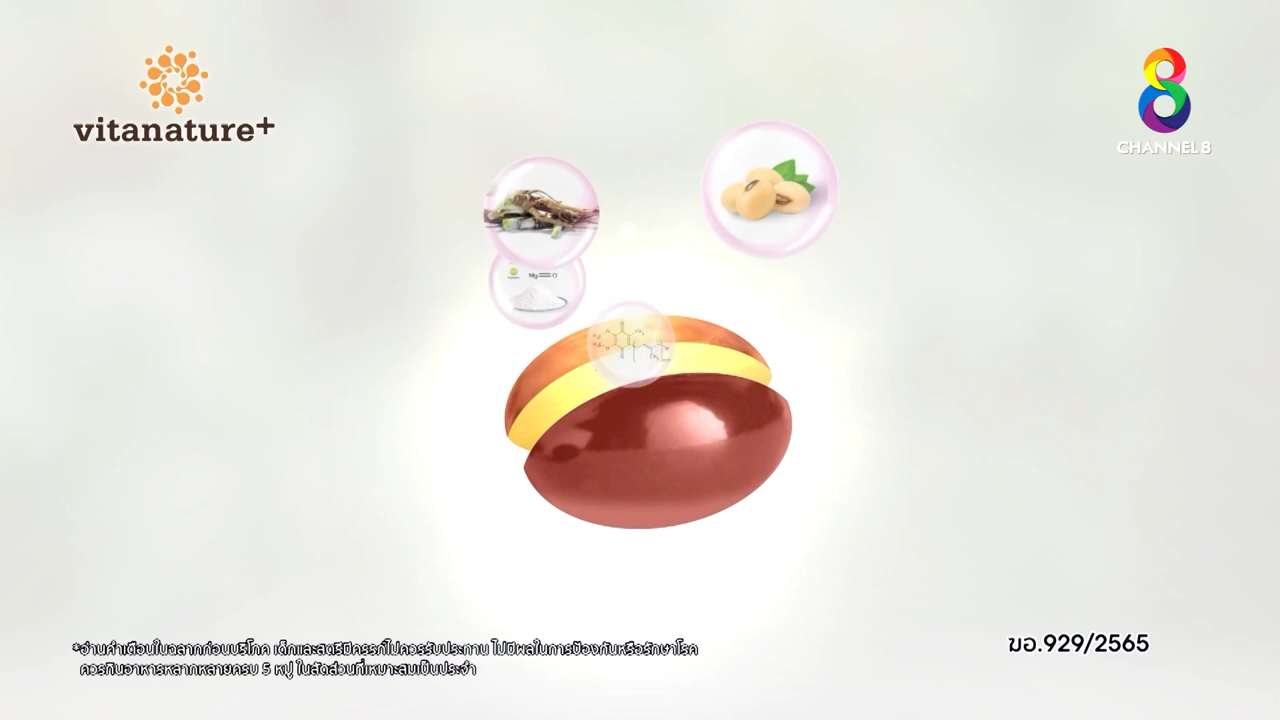 vitanature+
CHANNEL 8
Mg=O
*อ่านคำเตือนในฉลากก่อนบริโภค เด็กและสตรีมีครรภ์ไม่ควรรับประทาน ไม่มีผลในการป้องกันหรือรักษาโรค
ควรกินอาหารหลากหลายครบ 5 หมู่ ในสัดส่วนที่เหมาะสมเป็นประจำ
ฆอ.929/2565